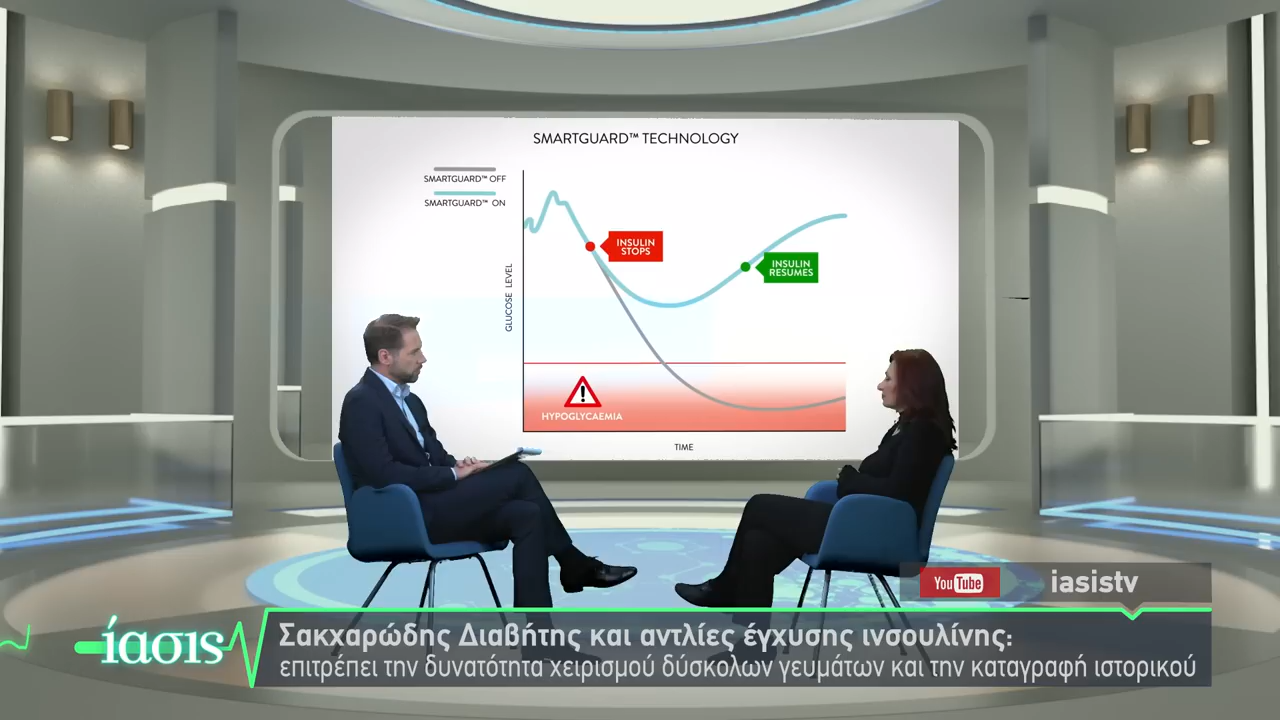 SMARTGUARD™ TECHNOLOGY
SMARTGUARD™ OFF
SMARTGUARD™ ON
INSULIN
STOPS
INSULIN
RESUMES
GLUCOSE LEVEL
HYPOGLYCAEMIA
TIME
YouTube
iasistv
ίασιs
Σακχαρώδης Διαβήτης και αντλίες έγχυσης ινσουλίνης:
επιτρέπει την δυνατότητα χειρισμού δύσκολων γευμάτων και την καταγραφή ιστορικού